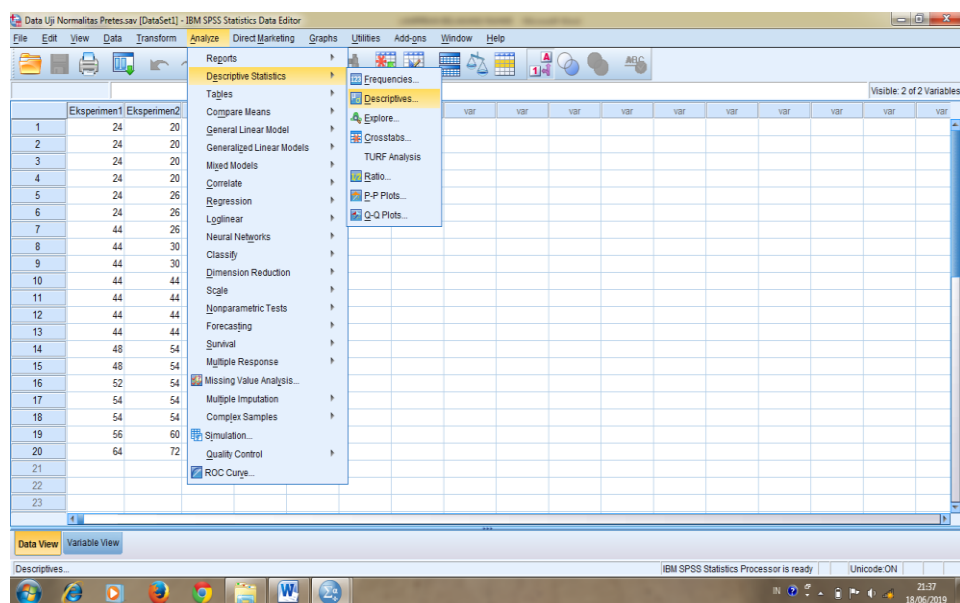 Data Uji Normalitas Pretes.sav [DataSet1] - IBM SPSS Statistics Data Editor
File Edit View Data Transform Analyze Direct Marketing Graphs Utilities Add-ons Window Help
Visible: 2 of 2 Variables
Reports
Descriptive Statistics
Tables
Compare Means
General Linear Model
Generalized Linear Models
Mixed Models
Correlate
Regression
Loglinear
Neural Networks
Classify
Dimension Reduction
Scale
Nonparametric Tests
Forecasting
Survival
Multiple Response
Missing Value Analysis...
Multiple Imputation
Complex Samples
Simulation...
Quality Control
ROC Curve...
Frequencies...
Descriptives...
Explore...
Crosstabs...
TURF Analysis
Ratio...
P-P Plots...
Q-Q Plots...
Eksperimen1 Eksperimen2 var var var var var var var
1 24 20
2 24 20
3 24 20
4 24 20
5 24 26
6 24 26
7 44 26
8 44 30
9 44 30
10 44 44
11 44 44
12 44 44
13 44 44
14 48 54
15 48 54
16 52 54
17 54 54
18 54 54
19 56 60
20 64 72
21
22
23
Data View Variable View
Descriptives...
IBM SPSS Statistics Processor is ready Unicode:ON
IN 21:37
18/06/2019